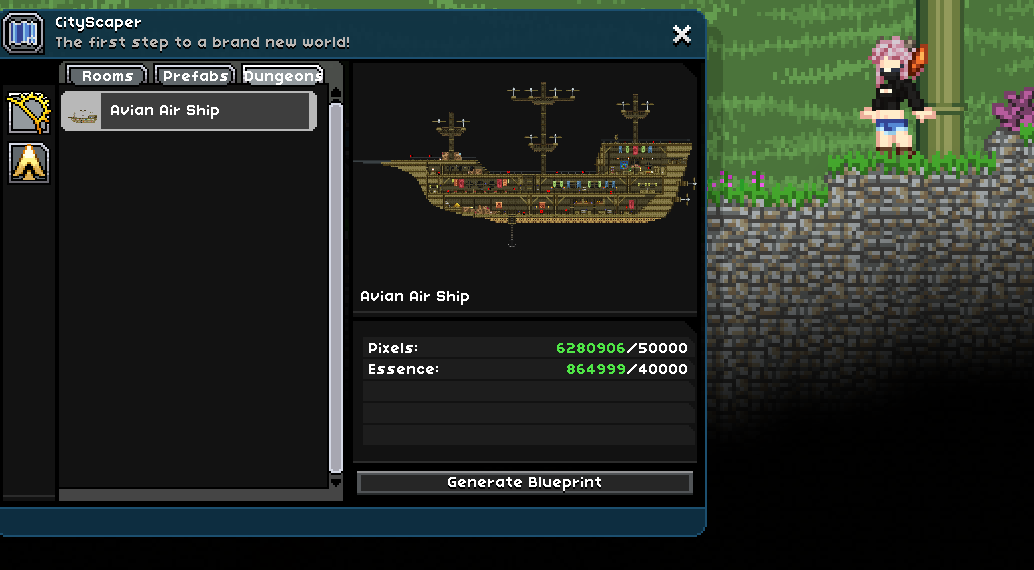 CityScaper
The first step to a brand new world!
Rooms Prefabs Dungeons
Avian Air Ship
Avian Air Ship
Pixels: 6280906/50000
Essence: 864999/40000
Generate Blueprint